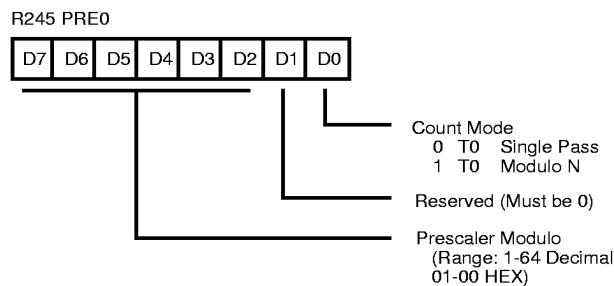 R245 PRE0
D7 D6 D5 D4 D3 D2 D1 D0
Count Mode
0 T0 Single Pass
1 T0 Modulo N
Reserved (Must be 0)
Prescaler Modulo
(Range: 1-64 Decimal
01-00 HEX)